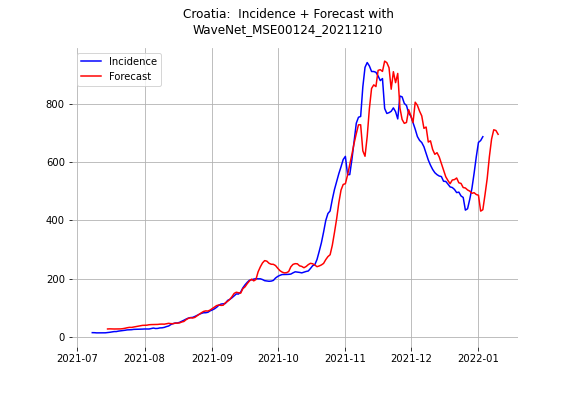 Croatia:  Incidence + Forecast with
WaveNet_MSE00124_20211210
Incidence
Forecast
800
600
400
200
0
2021-07 2021-08 2021-09 2021-10 2021-11 2021-12 2022-01